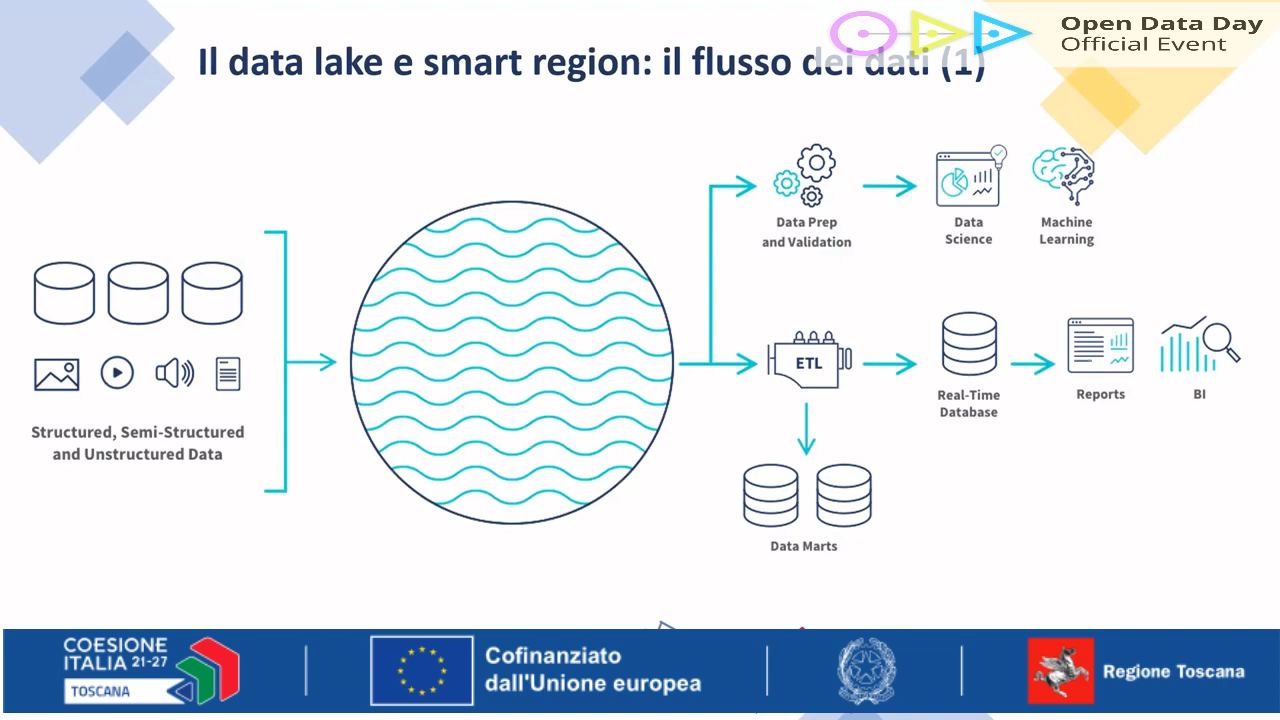 Il data lake e smart region: il flusso dei dati (1)
Open Data Day
Official Event
Structured, Semi-Structured
and Unstructured Data
Data Prep
and Validation
Data
Science
Machine
Learning
ETL
Real-Time
Database
Reports
BI
Data Marts
COESIONE
ITALIA 21-27
TOSCANA
Cofinanziato
dall'Unione europea
Regione Toscana